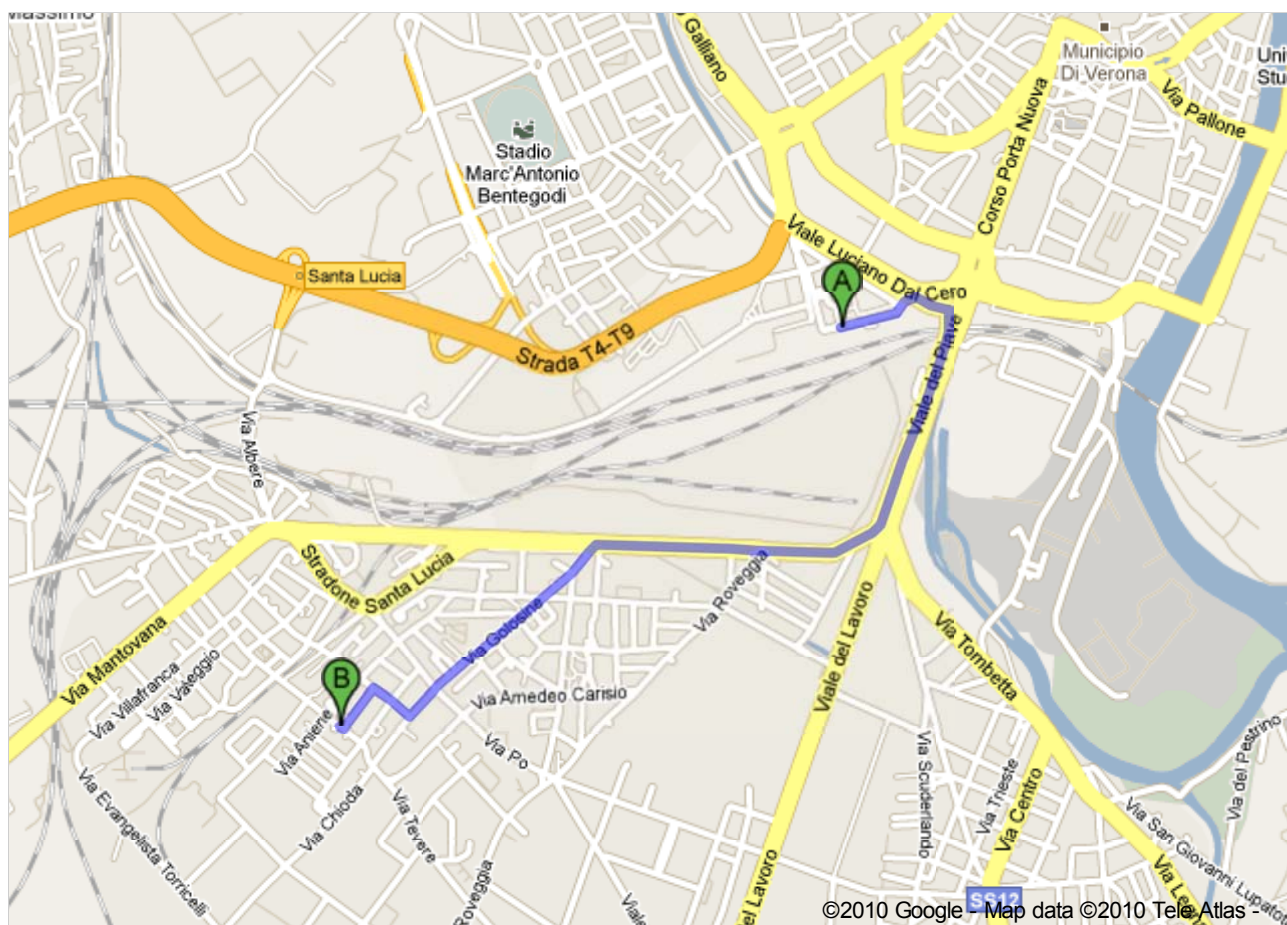 Massimo
Galliano
Municipio
Di Verona
Via Pallone
Corso Porta Nuova
Stadio
Marc'Antonio
Bentegodi
Santa Lucia
Viale Luciano Dal Cero
A
Strada T4-T9
Viale del Piave
Via Albere
Stradone Santa Lucia
Via Roveggia
Via Golosine
Via Mantovana
Via Villafranca
Via Valeggio
B
Via Aniene
Via Amedeo Carisio
Via Po
Viale del Lavoro
Via Tombetta
Via Scuderlando
Via Trieste
Via Centro
Via del Pestrino
Via San Giovanni Lupatot
Via Evangelista Torricelli
Via Chioda
Via Tevere
Roveggia
Viale
del Lavoro
SS12
©2010 Google - Map data ©2010 Tele Atlas -